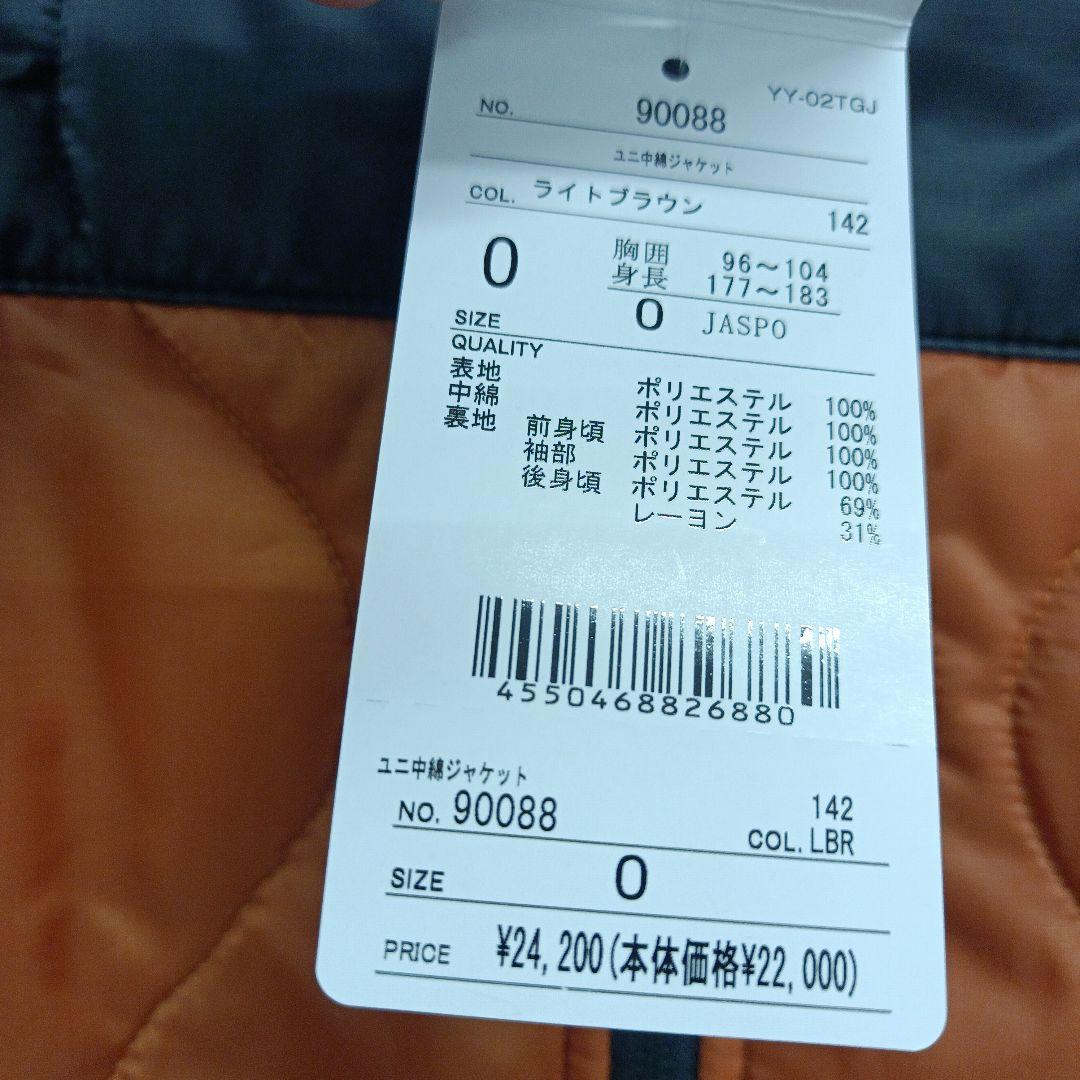 YY-02TGJ
NO. 90088
ユニ中綿ジャケット
COL. ライトブラウン 142
0 胸囲 96～104
身長 177～183
SIZE 0 JASPO
QUALITY
表地 ポリエステル 100%
中綿 ポリエステル 100%
裏地 前身頃 ポリエステル 100%
袖部 ポリエステル 100%
後身頃 ポリエステル 69%
レーヨン 31%
4550468826880
ユニ中綿ジャケット
NO. 90088 142
COL. LBR
SIZE 0
PRICE ¥24,200(本体価格¥22,000)